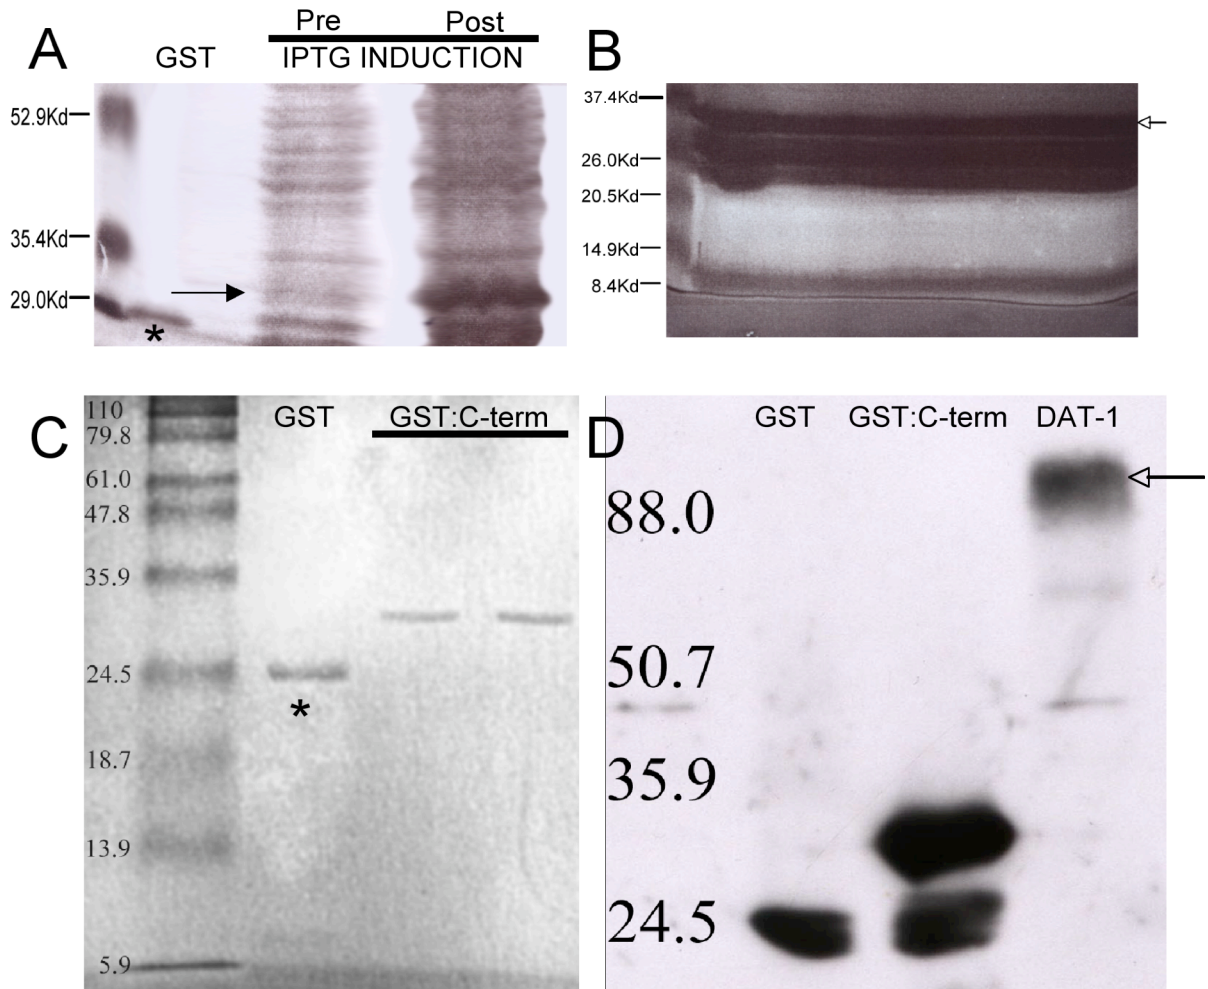 A
GST
Pre
Post
IPTG INDUCTION
52.9Kd
35.4Kd
29.0Kd
*
B
37.4Kd
26.0Kd
20.5Kd
14.9Kd
8.4Kd
C
GST
GST:C-term
110
79.8
61.0
47.8
35.9
24.5
18.7
13.9
5.9
*
D
GST
GST:C-term
DAT-1
88.0
50.7
35.9
24.5